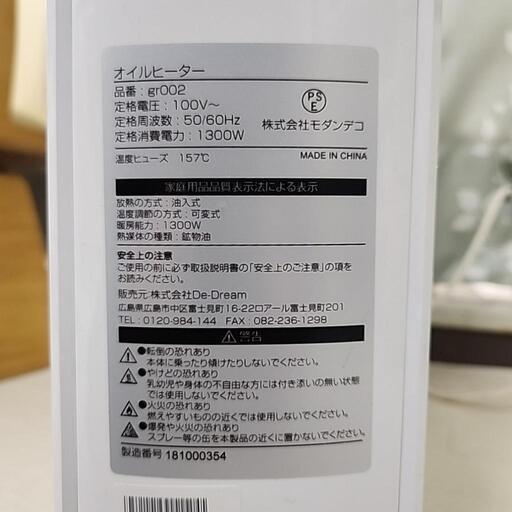 オイルヒーター
品番：gr002
定格電圧：100V～
定格周波数：50/60Hz
定格消費電力：1300W
PSE
株式会社モダンデコ
温度ヒューズ 157℃
MADE IN CHINA
家庭用品品質表示法による表示
放熱の方式：油入式
温度調節の方式：可変式
暖房能力：1300W
熱媒体の種類：鉱物油
安全上の注意
ご使用の前に必ず取扱説明書の「安全上のご注意」の項を
お読みください。
販売元：株式会社De-Dream
広島県広島市中区富士見町16-22ロアール富士見町201
TEL：0120-984-144 FAX：082-236-1298
警告
●転倒の恐れあり
本体に乗ったり傾けたりしないでください。
●やけどの恐れあり
乳幼児や身体の不自由な方には付き添いの無い状態
では使用しないでください。
●火災の恐れあり
燃えやすいものの近くでは使用しないでください。
●爆発や火災の恐れあり
スプレー等の缶を本製品の近くに置かないでください。
製造番号 181000354